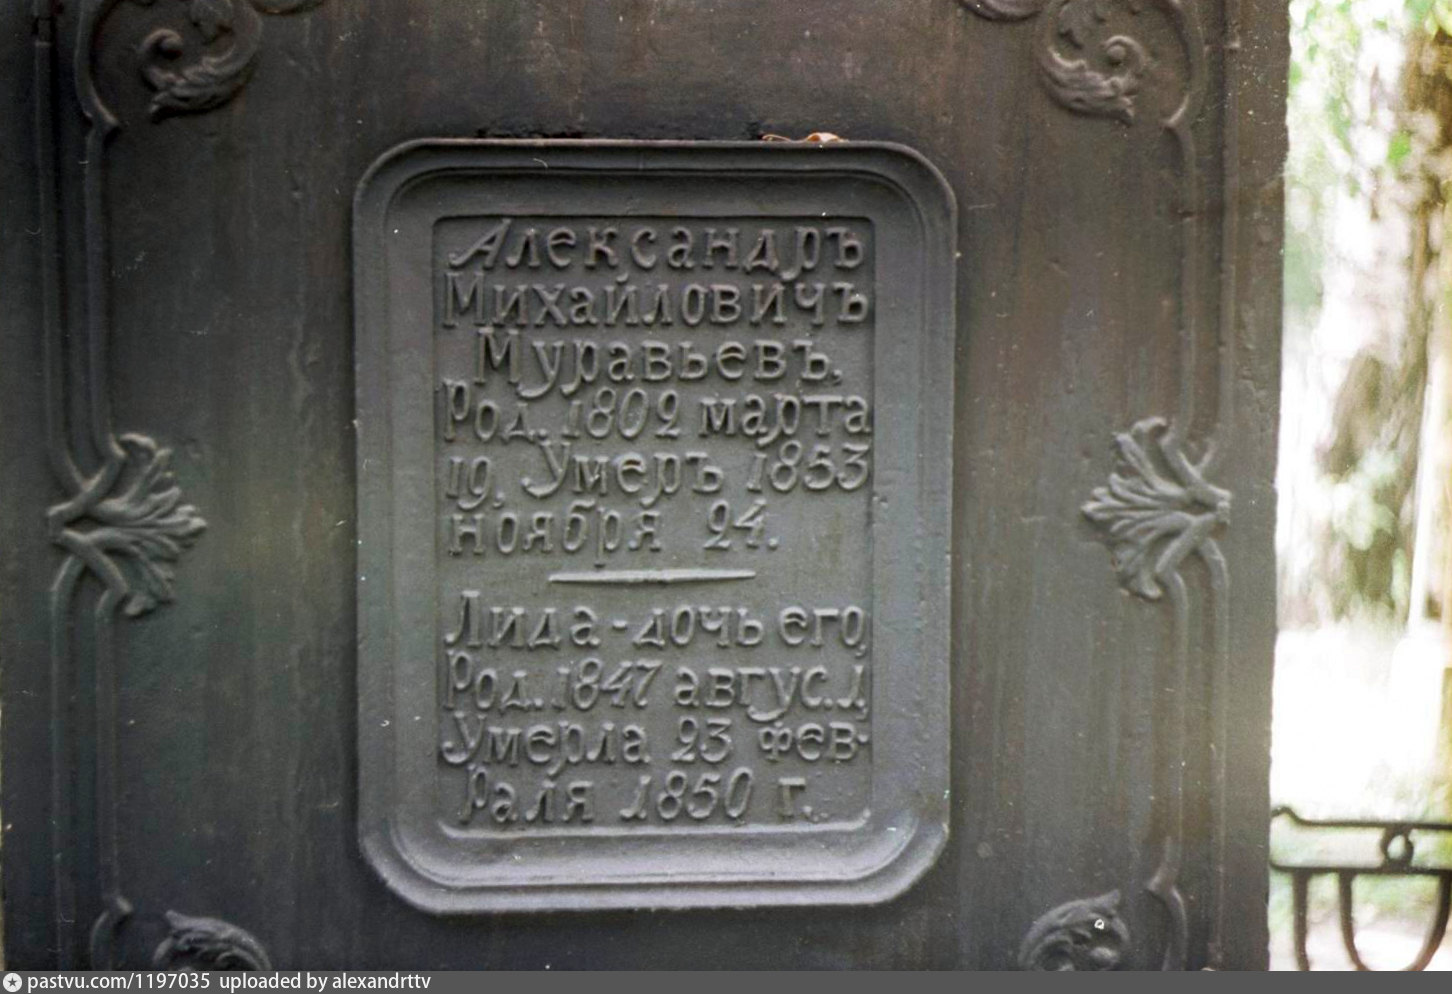 Александръ
Михайловичъ
Муравьевъ,
Род. 1802 марта
19, Умеръ 1853
ноября 24.
Лида-дочь его,
Род. 1847 авгус. 1,
Умерла 23 фев-
раля 1850 г.
pastvu.com/1197035 uploaded by alexandrttv